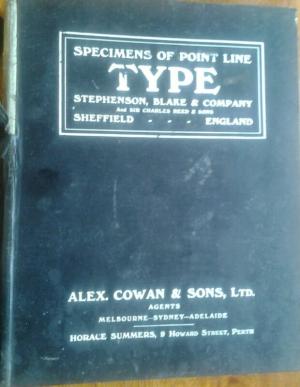 SPECIMENS OF POINT LINE
TYPE
STEPHENSON, BLAKE & COMPANY
AND SIR CHARLES REED & SONS
SHEFFIELD - - - ENGLAND
ALEX. COWAN & SONS, LTD.
AGENTS
MELBOURNE—SYDNEY—ADELAIDE
HORACE SUMMERS, 9 HOWARD STREET, PERTH